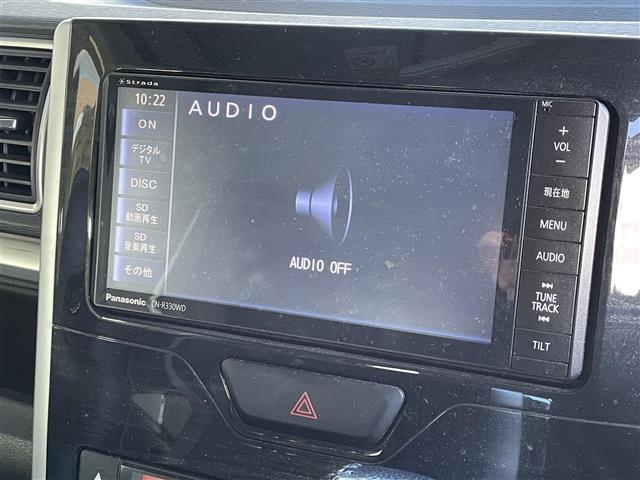 Strada
10:22
AUDIO
ON
デジタル
TV
DISC
SD
動画再生
SD
音楽再生
その他
AUDIO OFF
Panasonic
CN-R330WD
MIC
+
VOL
−
現在地
MENU
AUDIO
TUNE
TRACK
TILT